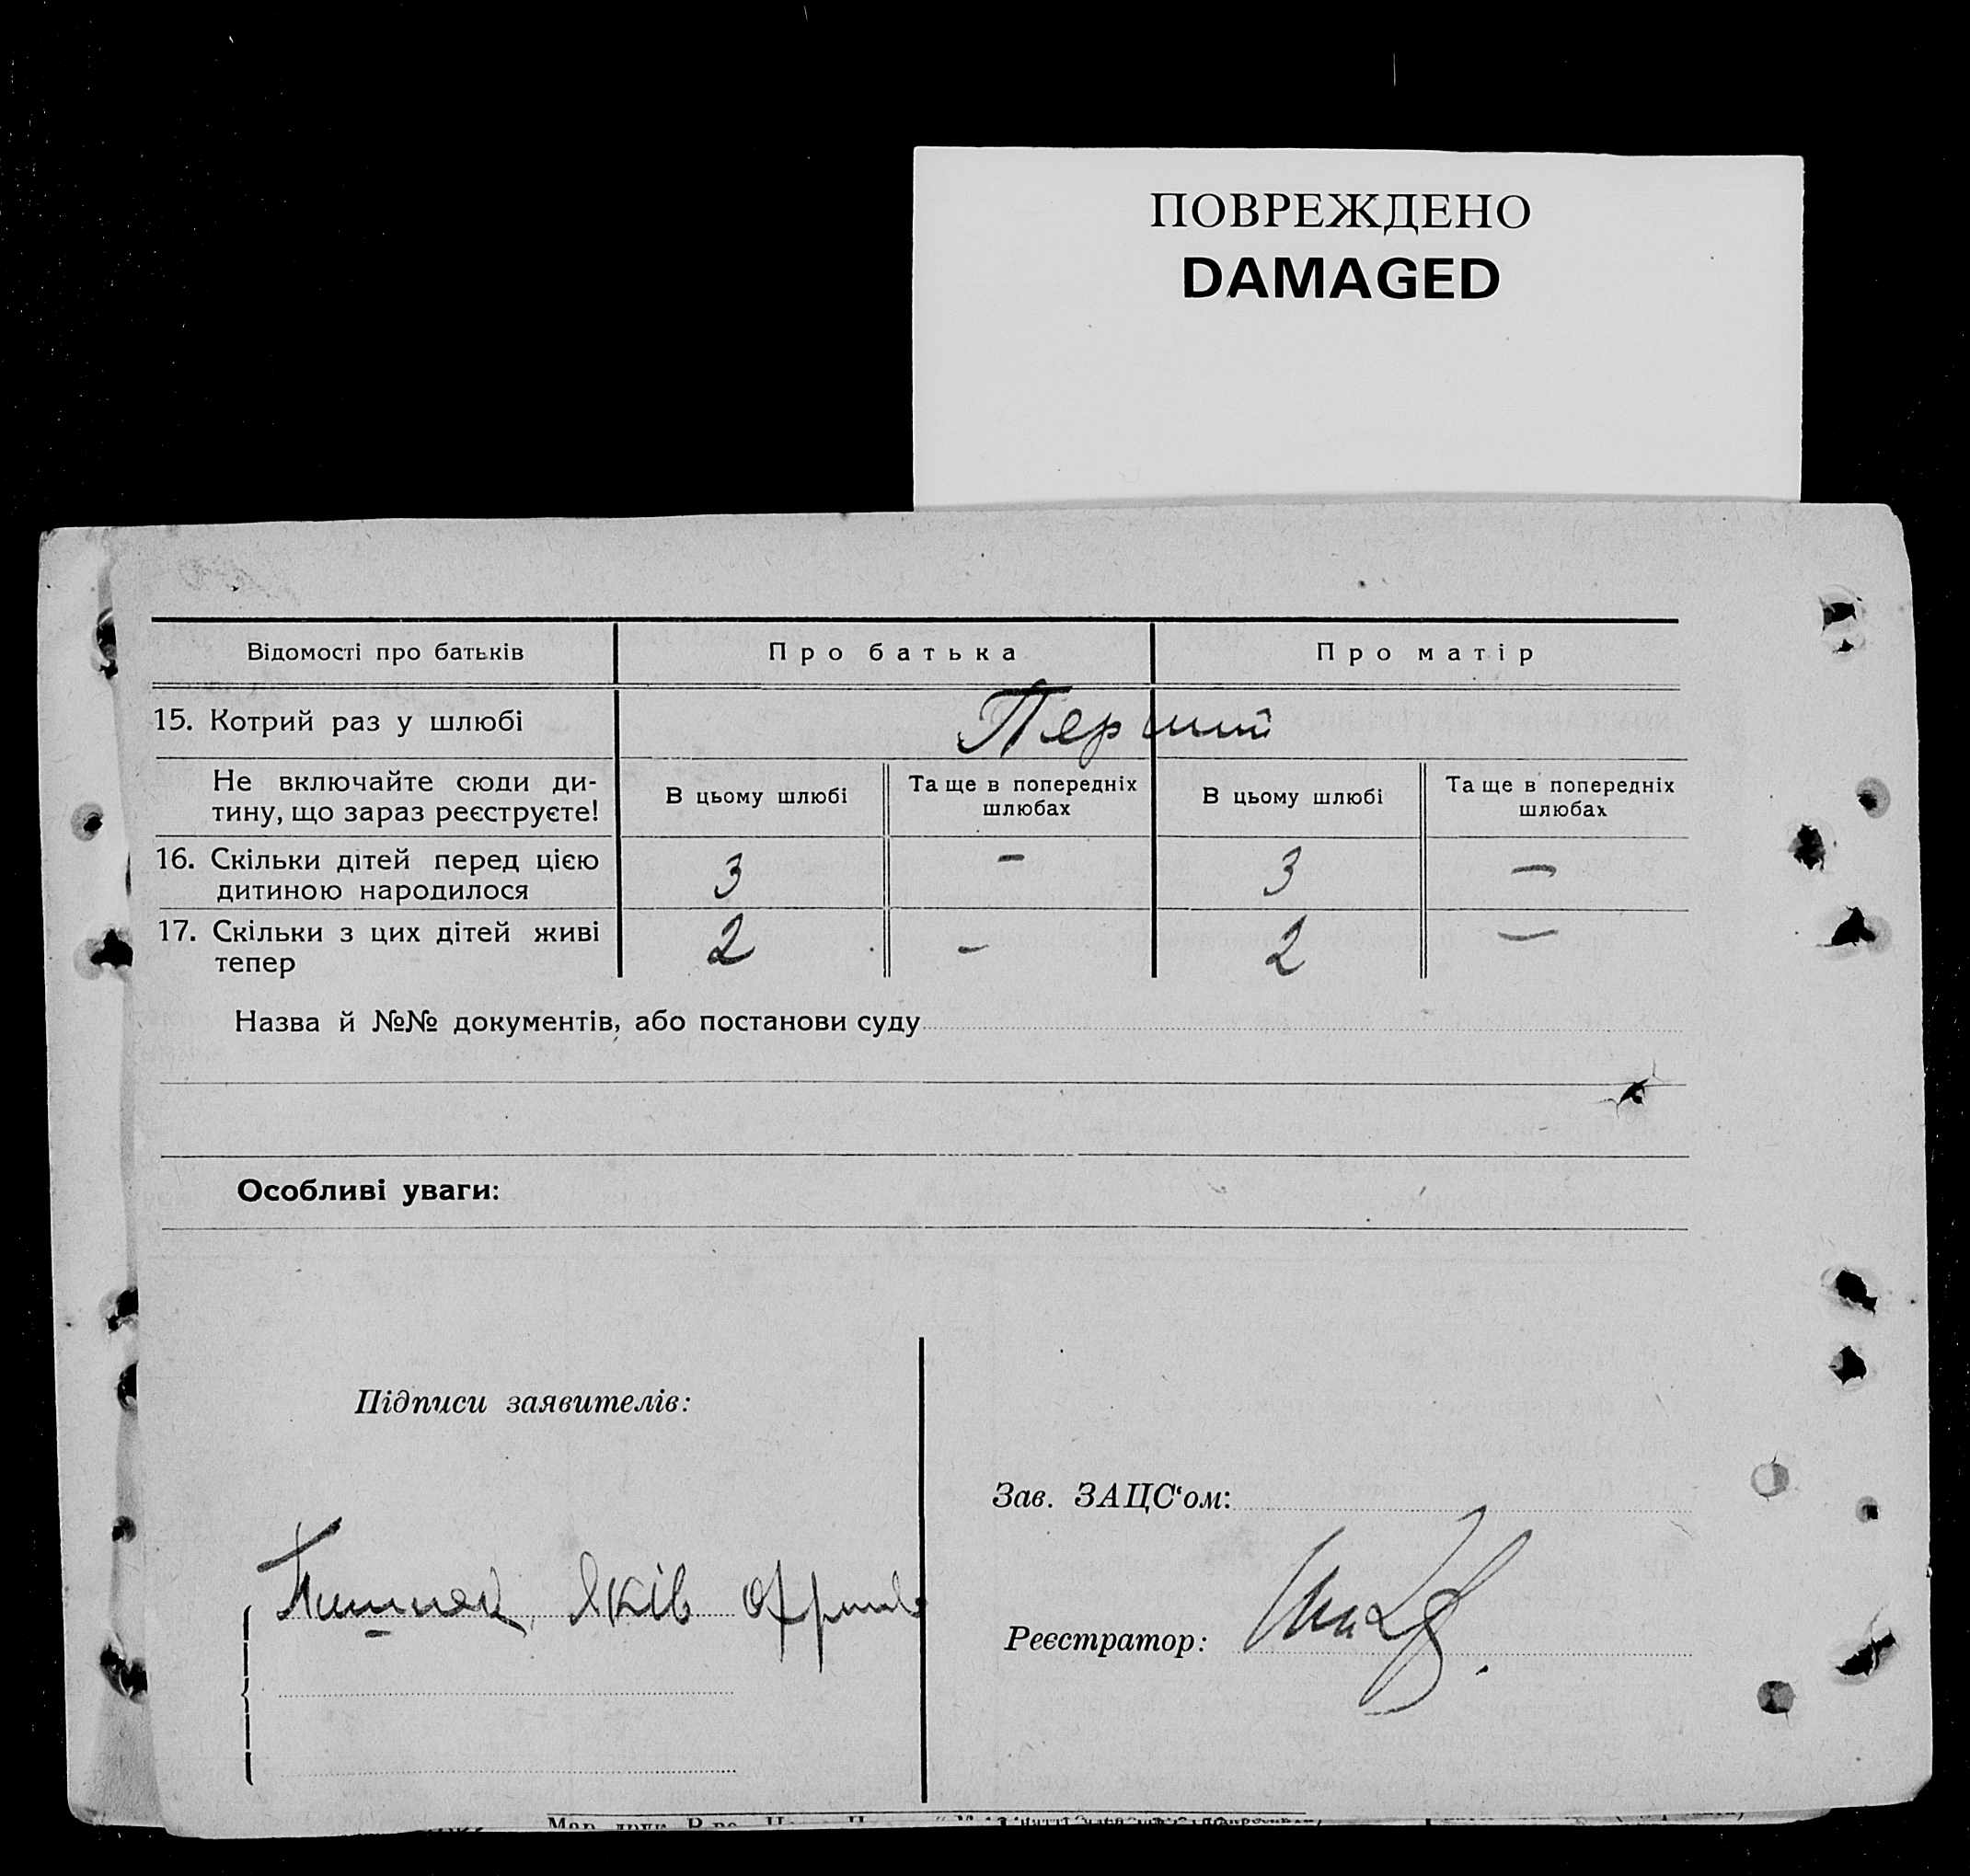 ПОВРЕЖДЕНО
DAMAGED
Відомості про батьків
Про батька
Про матір
15. Котрий раз у шлюбі
Перший
Не включайте сюди ди-
тину, що зараз реєструєте!
В цьому шлюбі
Та ще в попередніх
шлюбах
В цьому шлюбі
Та ще в попередніх
шлюбах
16. Скільки дітей перед цією
дитиною народилося
3
–
3
–
17. Скільки з цих дітей живі
тепер
2
–
2
–
Назва й №№ документів, або постанови суду
Особливі уваги:
Підписи заявителів:
Зав. ЗАЦС‘ом:
Яків
Реєстратор: